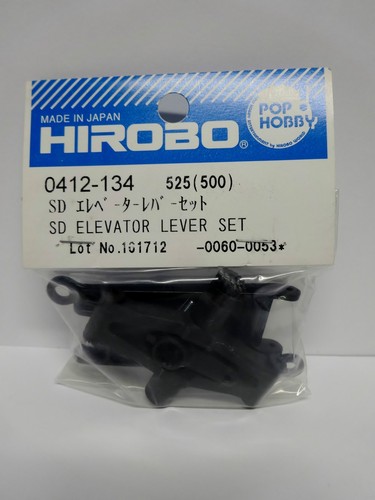 MADE IN JAPAN
HIROBO®
POP
HOBBY
0412-134 525(500)
SD ｴﾚﾍﾞｰﾀｰﾚﾊﾞｰｾｯﾄ
SD ELEVATOR LEVER SET
Lot No.161712 -0060-0053*